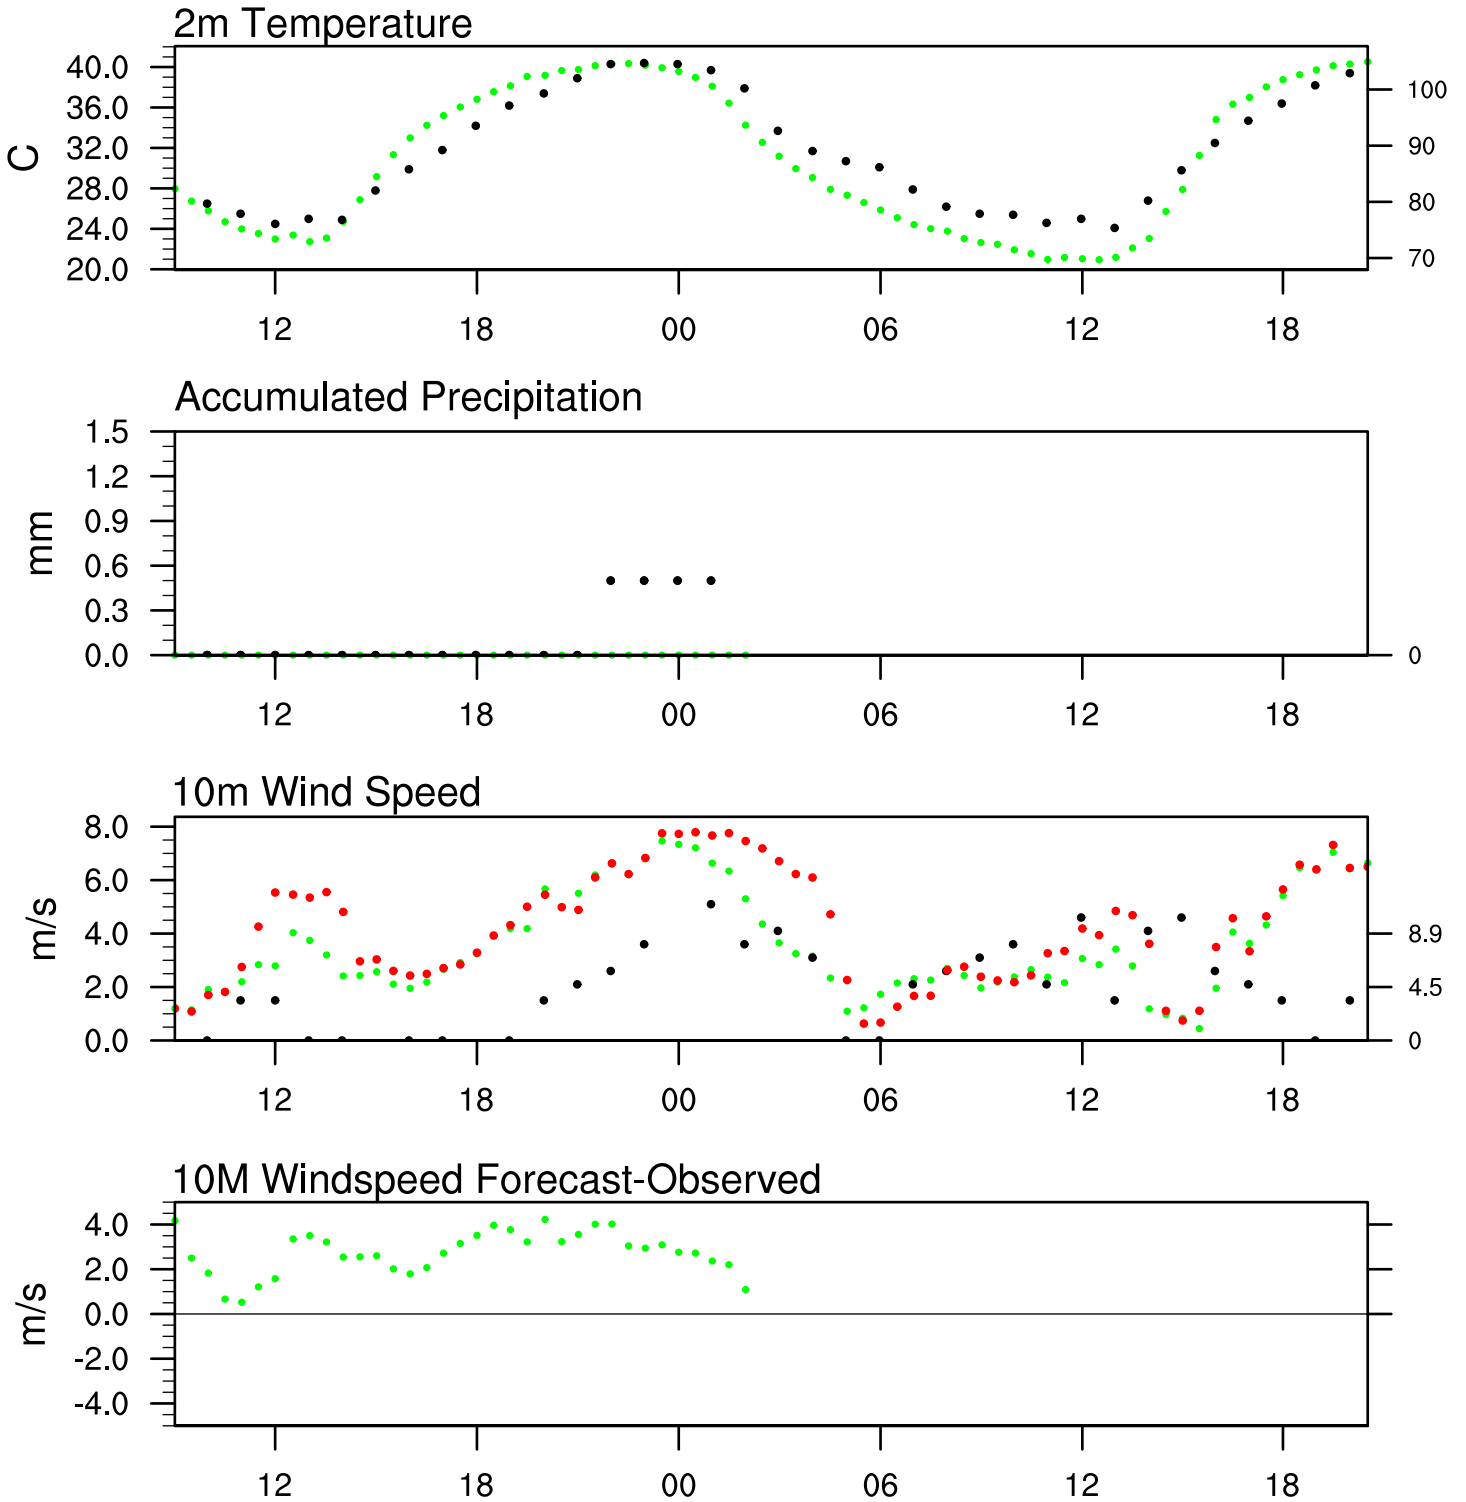 2m Temperature
40.0
36.0
32.0
28.0
24.0
20.0
C
100
90
80
70
12 18 00 06 12 18
Accumulated Precipitation
1.5
1.2
0.9
0.6
0.3
0.0
mm
0
12 18 00 06 12 18
10m Wind Speed
8.0
6.0
4.0
2.0
0.0
m/s
8.9
4.5
0
12 18 00 06 12 18
10M Windspeed Forecast-Observed
4.0
2.0
0.0
-2.0
-4.0
m/s
12 18 00 06 12 18